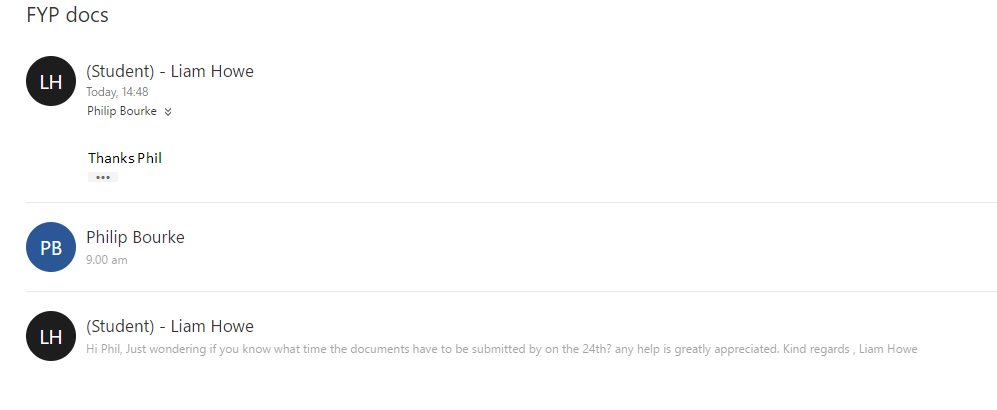 FYP docs
LH
(Student) - Liam Howe
Today, 14:48
Philip Bourke
Thanks Phil
•••
PB
Philip Bourke
9.00 am
LH
(Student) - Liam Howe
Hi Phil, Just wondering if you know what time the documents have to be submitted by on the 24th? any help is greatly appreciated. Kind regards , Liam Howe